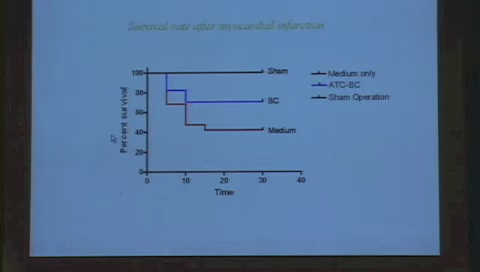 Survival rate after myocardial infarction
100
80
60
40
20
0
Percent survival
0 10 20 30 40
Time
Sham
BC
Medium
Medium only
ATC-BC
Sham Operation